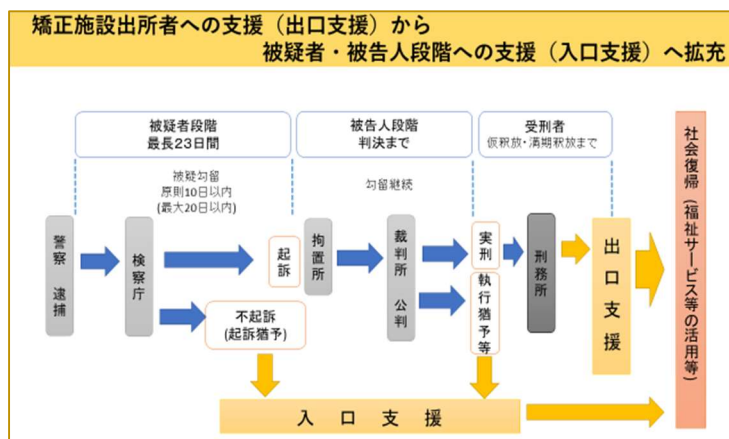 矯正施設出所者への支援（出口支援）から
被疑者・被告人段階への支援（入口支援）へ拡充
被疑者段階
最長23日間
被告人段階
判決まで
受刑者
仮釈放・満期釈放まで
被疑勾留
原則10日以内
(最大20日以内)
勾留継続
警察　逮捕
検察庁
起訴
拘置所
裁判所　公判
実刑
執行猶予等
刑務所
出口支援
社会復帰（福祉サービス等の活用等）
不起訴
(起訴猶予)
入口支援